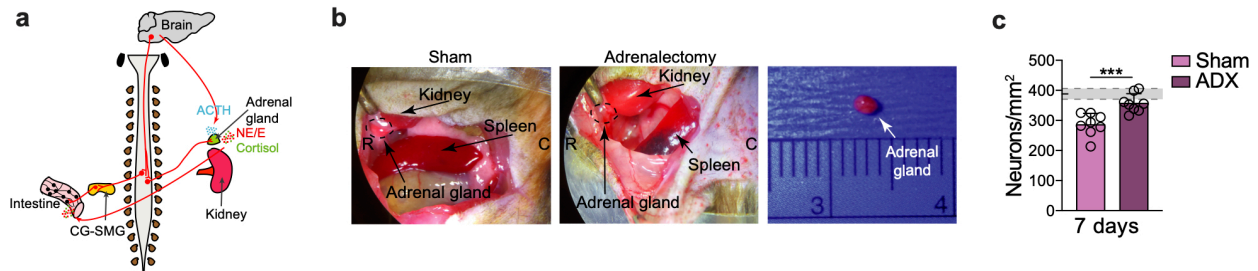 a
Brain
ACTH
Adrenal
gland
NE/E
Cortisol
Intestine
CG-SMG
Kidney
b
Sham
Kidney
Spleen
R
C
Adrenal gland
Adrenalectomy
Kidney
R
C
Spleen
Adrenal gland
Adrenal
gland
3
4
c
Sham
ADX
***
Neurons/mm²
500
400
300
200
100
0
7 days